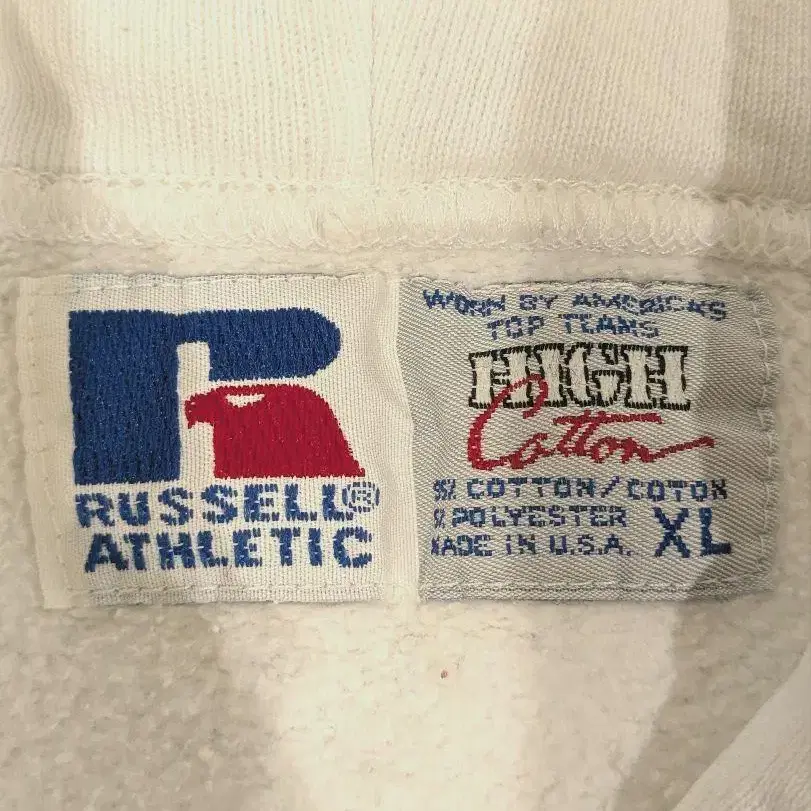 RUSSELL®
ATHLETIC
WORN BY AMERICA'S
TOP TEAMS
HIGH
Cotton
COTTON/COTON
POLYESTER
MADE IN U.S.A. XL